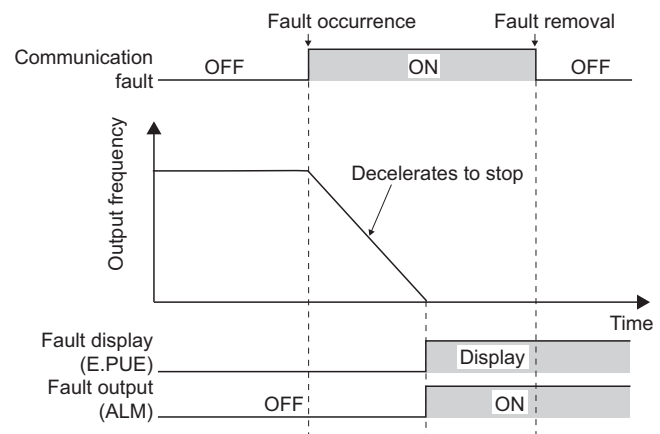 Fault occurrence
Fault removal
Communication
fault
OFF
ON
OFF
Output frequency
Decelerates to stop
Time
Fault display
(E.PUE)
Display
Fault output
(ALM)
OFF
ON